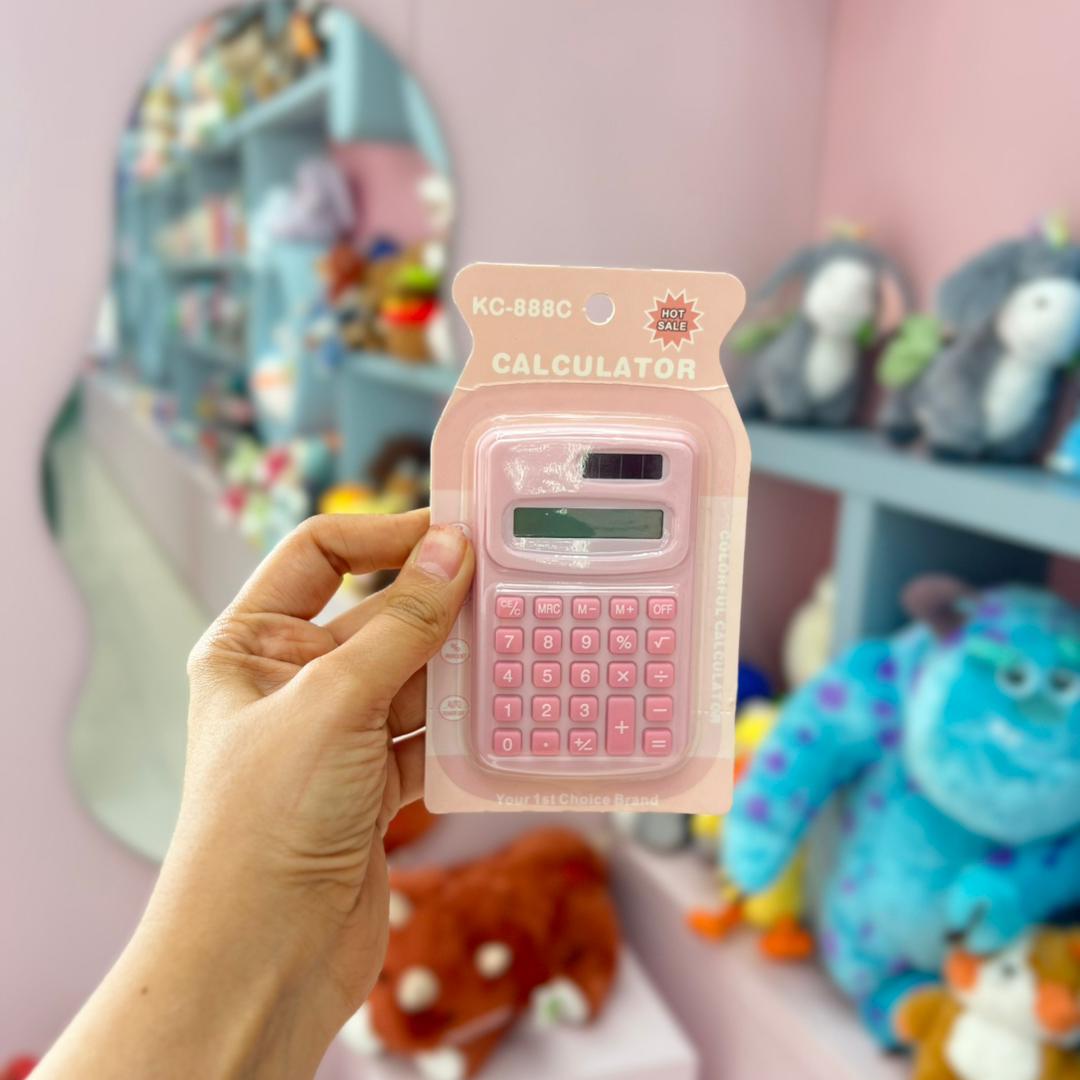 KC-888C
HOT
SALE
CALCULATOR
CE/C MRC M− M+ OFF
7 8 9 % √
4 5 6 × ÷
1 2 3 + −
0 . +/− =
COLORFUL CALCULATOR
Your 1st Choice Brand